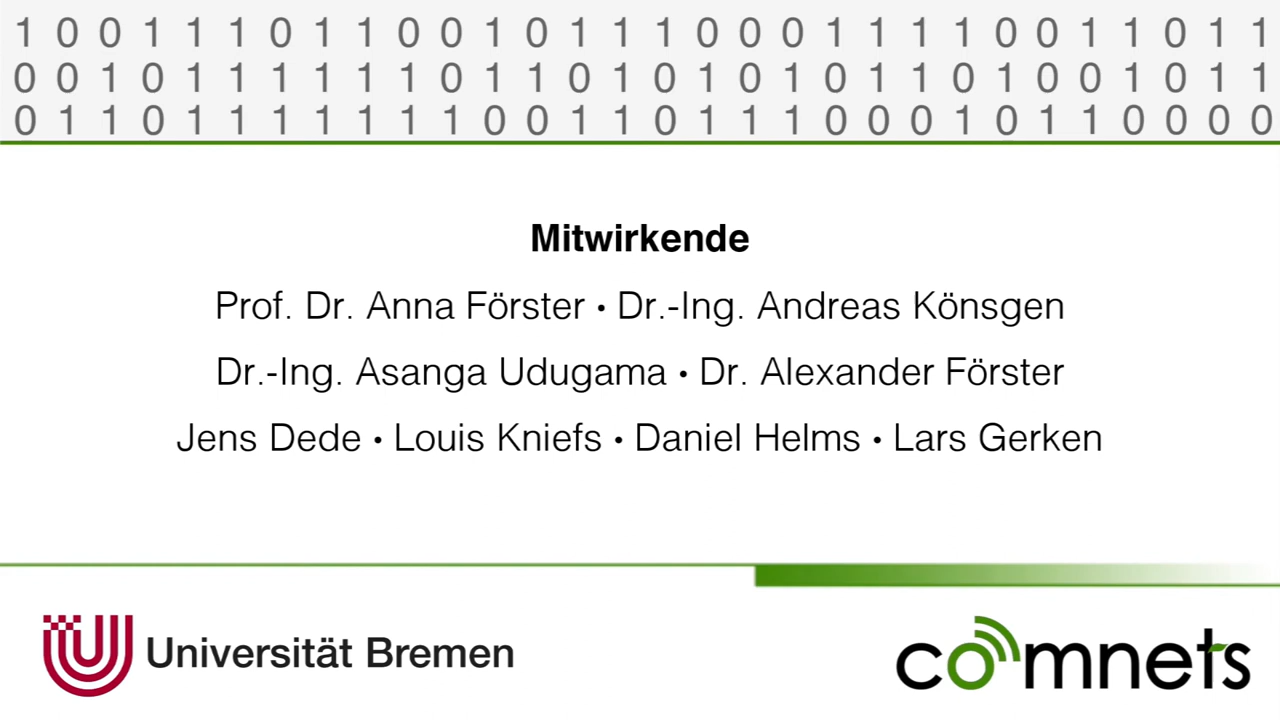 1 0 0 1 1 1 0 1 1 0 0 1 0 1 1 1 0 0 0 1 1 1 1 0 0 1 1 0 1 1
0 0 1 0 1 1 1 1 1 1 0 1 1 0 1 0 1 0 1 0 1 1 0 1 0 0 1 0 1 1
0 1 1 0 1 1 1 1 1 1 1 0 0 1 1 0 1 1 1 0 0 0 1 0 1 1 0 0 0 0
Mitwirkende
Prof. Dr. Anna Förster • Dr.-Ing. Andreas Könsgen
Dr.-Ing. Asanga Udugama • Dr. Alexander Förster
Jens Dede • Louis Kniefs • Daniel Helms • Lars Gerken
Universität Bremen
comnets